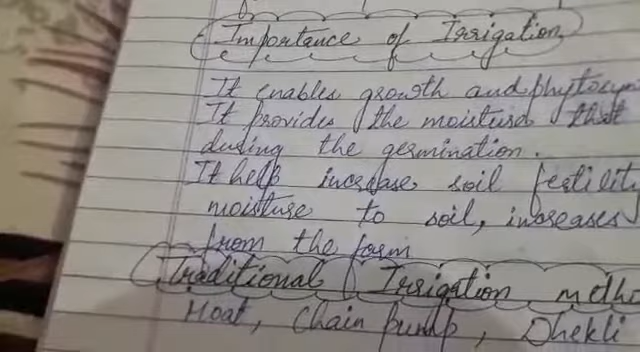 Importance of Irrigation
It enables growth and
It provides the moisture that
during the germination.
It help increase soil fertility
moisture to soil, increases
from the farm
Traditional Irrigation
Moat, Chain pump, Dhekli